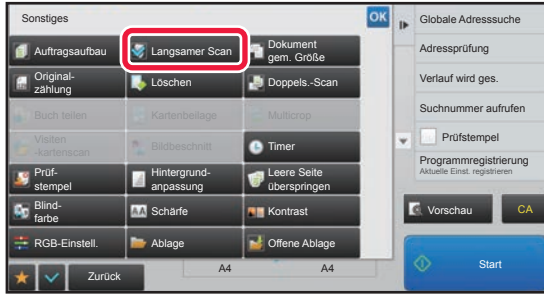 Sonstiges
OK
Auftragsaufbau
Langsamer Scan
Dokument
gem. Größe
Original-
zählung
Löschen
Doppels.-Scan
Buch teilen
Kartenbeilage
Multicrop
Visiten
-kartenscan
Bildbeschnitt
Timer
Prüf-
stempel
Hintergrund-
anpassung
Leere Seite
überspringen
Blind-
farbe
Schärfe
Kontrast
RGB-Einstell.
Ablage
Offene Ablage
Zurück
A4
A4
Globale Adresssuche
Adressprüfung
Verlauf wird ges.
Suchnummer aufrufen
Prüfstempel
Programmregistrierung
Aktuelle Einst. registrieren
Vorschau
CA
Start